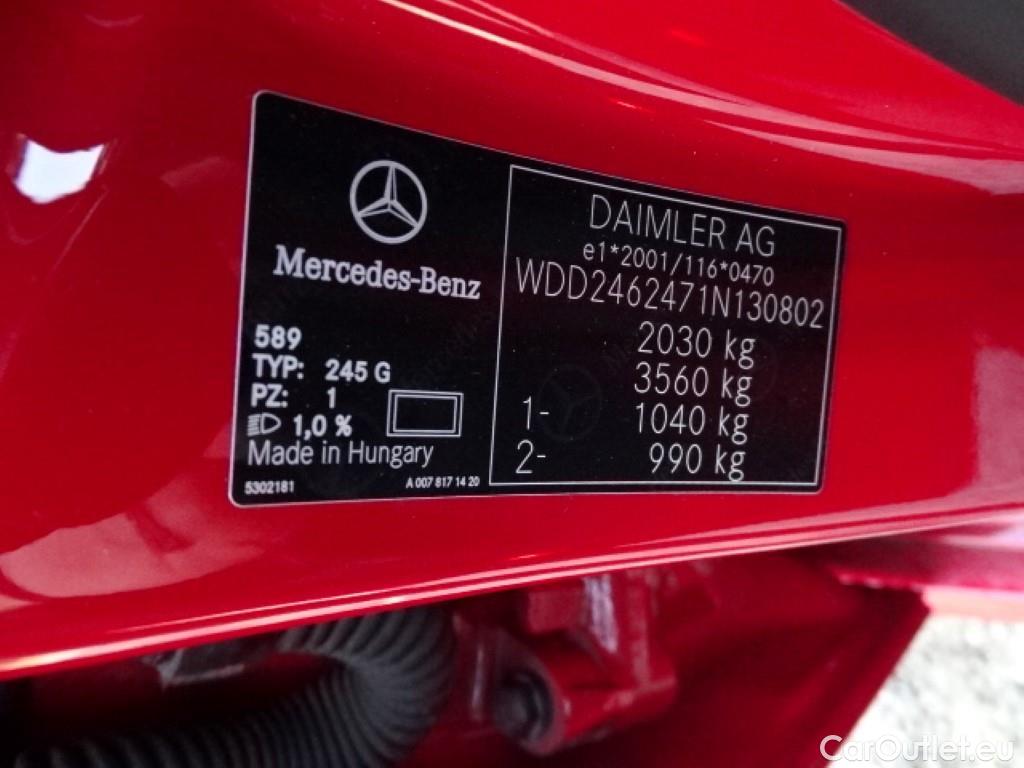 Mercedes-Benz
589
TYP: 245 G
PZ: 1
1,0 %
Made in Hungary
5302181
A 007 817 14 20
DAIMLER AG
e1*2001/116*0470
WDD2462471N130802
2030 kg
3560 kg
1- 1040 kg
2- 990 kg
CarOutlet.eu